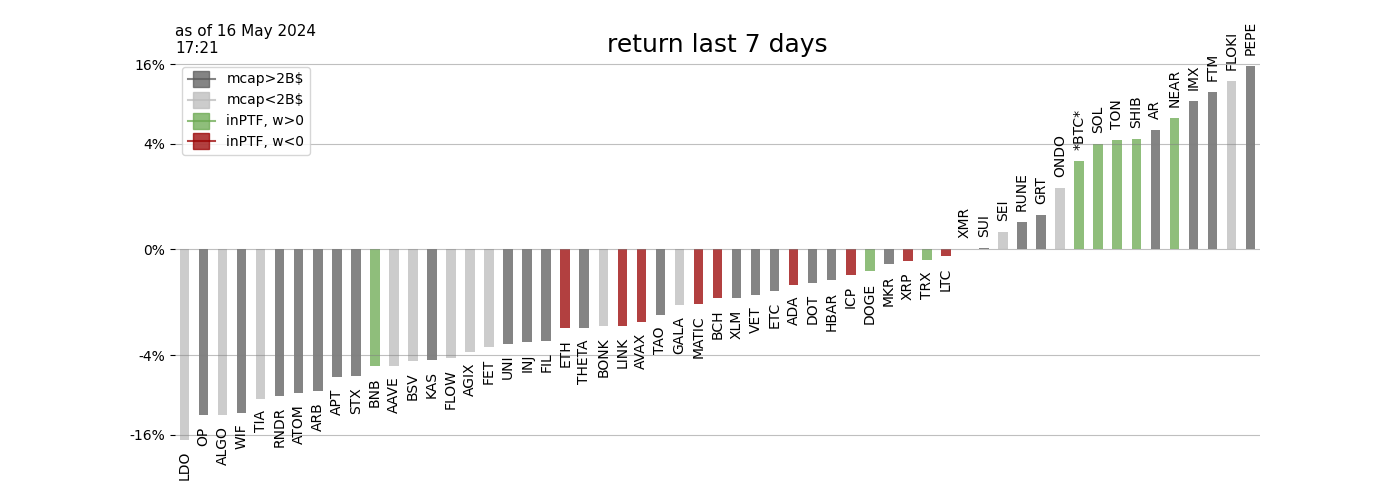 as of 16 May 2024
17:21
return last 7 days
16%
4%
0%
-4%
-16%
mcap>2B$
mcap<2B$
inPTF, w>0
inPTF, w<0
LDO
OP
ALGO
WIF
TIA
RNDR
ATOM
ARB
APT
STX
BNB
AAVE
BSV
KAS
FLOW
AGIX
FET
UNI
INJ
FIL
ETH
THETA
BONK
LINK
AVAX
TAO
GALA
MATIC
BCH
XLM
VET
ETC
ADA
DOT
HBAR
ICP
DOGE
MKR
XRP
TRX
LTC
XMR
SUI
SEI
RUNE
GRT
ONDO
*BTC*
SOL
TON
SHIB
AR
NEAR
IMX
FTM
FLOKI
PEPE